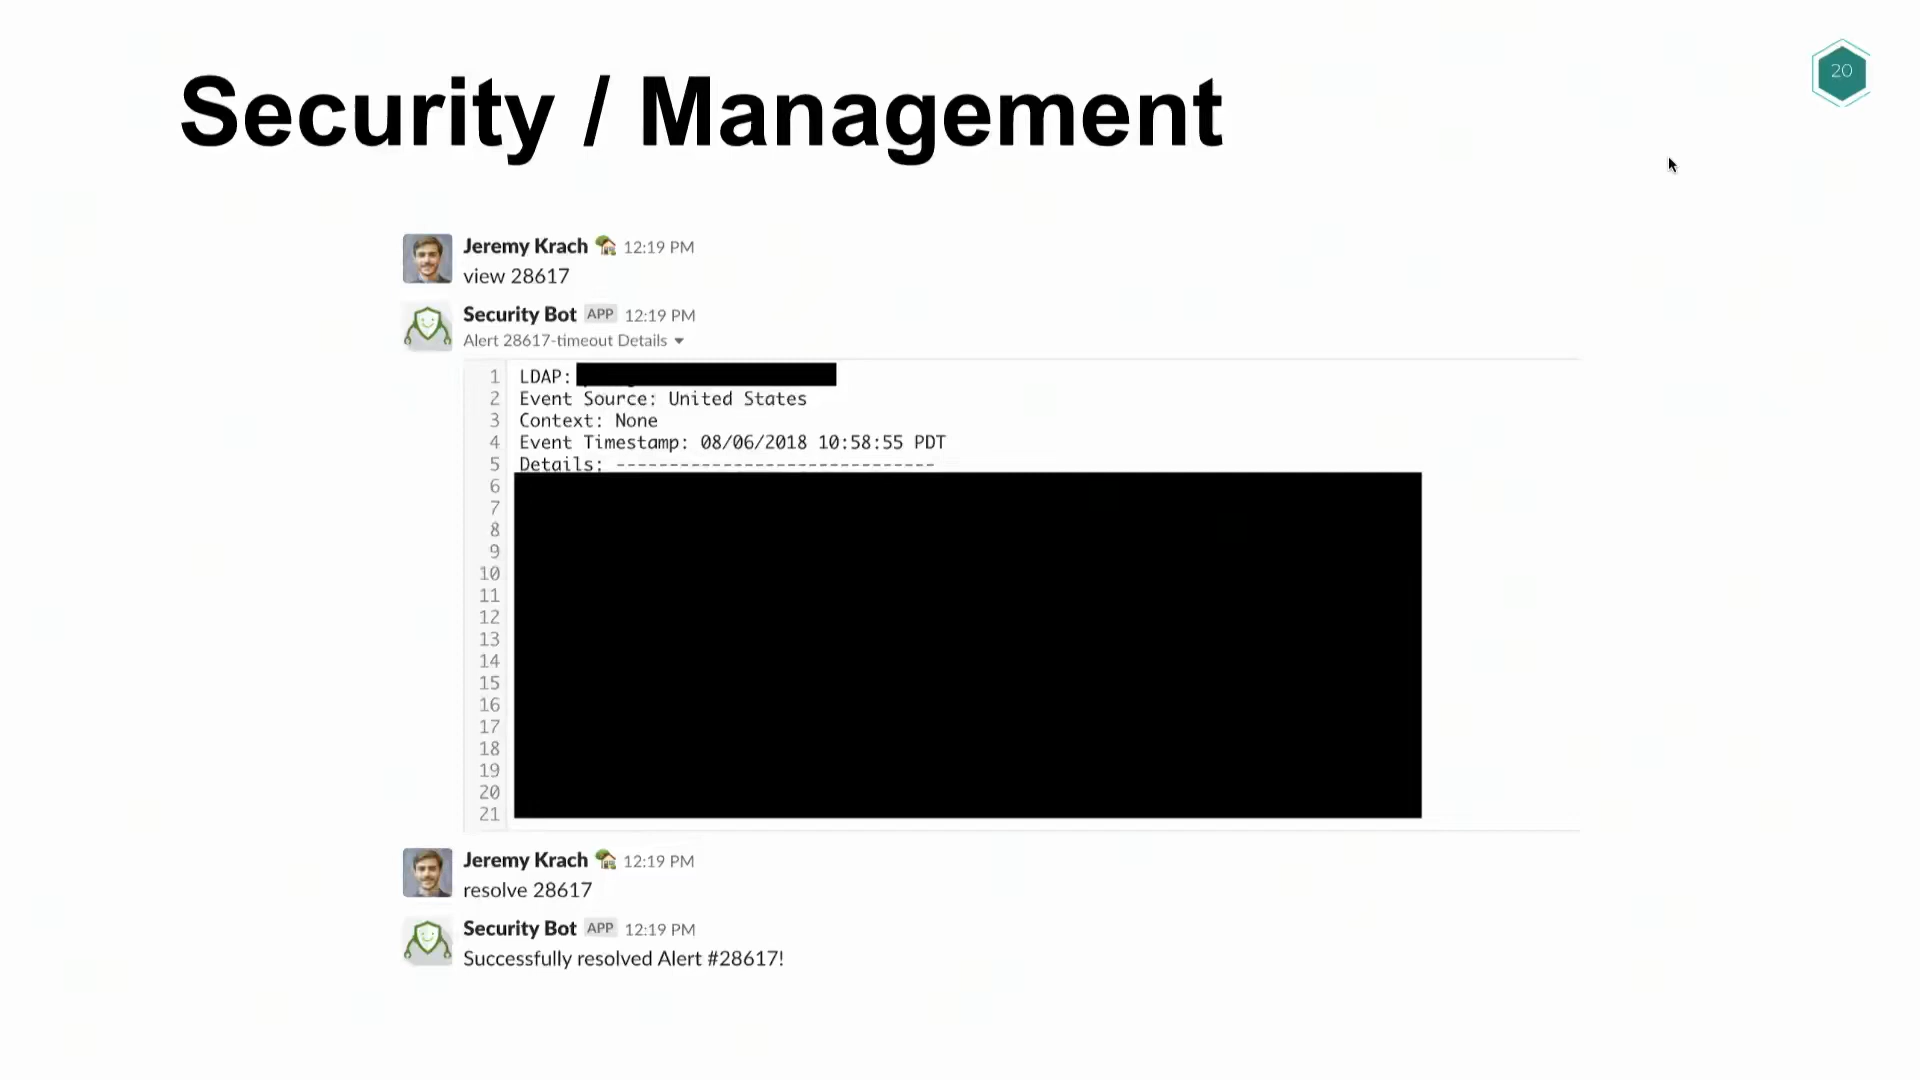 Security / Management
20
Jeremy Krach 12:19 PM
view 28617
Security Bot APP 12:19 PM
Alert 28617-timeout Details
1 LDAP:
2 Event Source: United States
3 Context: None
4 Event Timestamp: 08/06/2018 10:58:55 PDT
5 Details: ------------------------------
6
7
8
9
10
11
12
13
14
15
16
17
18
19
20
21
Jeremy Krach 12:19 PM
resolve 28617
Security Bot APP 12:19 PM
Successfully resolved Alert #28617!